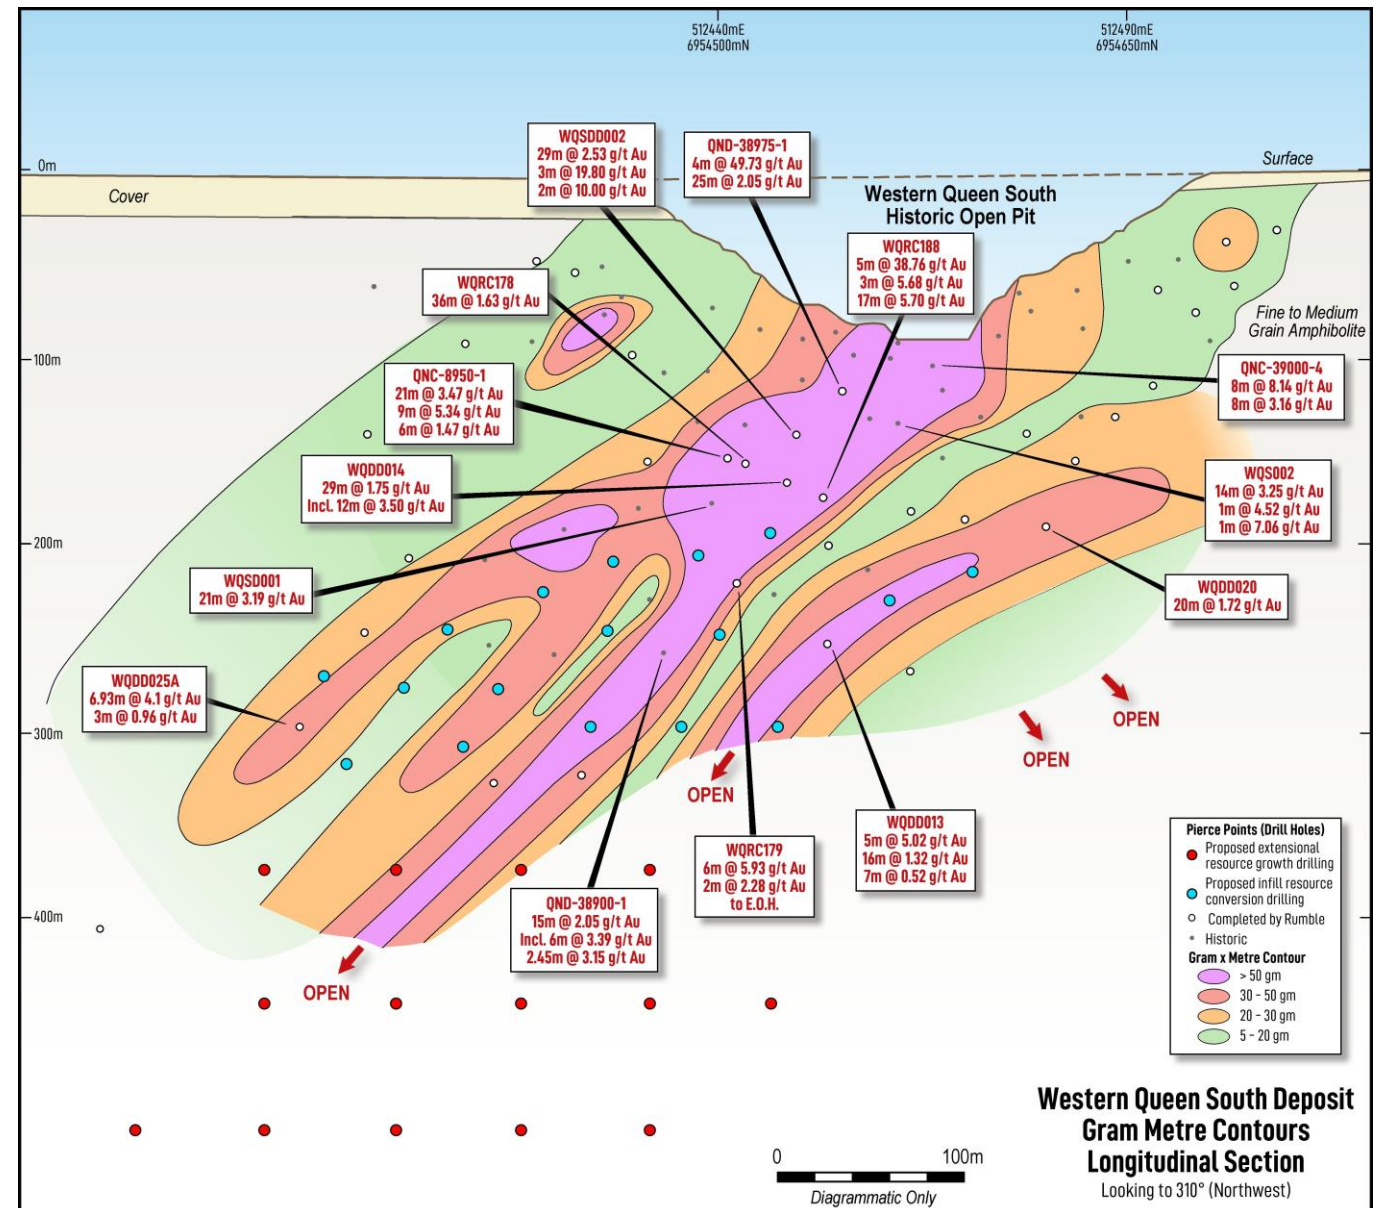 512440mE
6954500mN
512490mE
6954650mN
0m
Cover
Surface
WQSDD002
29m @ 2.53 g/t Au
3m @ 19.80 g/t Au
2m @ 10.00 g/t Au
QND-38975-1
4m @ 49.73 g/t Au
25m @ 2.05 g/t Au
Western Queen South
Historic Open Pit
WQRC188
5m @ 38.76 g/t Au
3m @ 5.68 g/t Au
17m @ 5.70 g/t Au
WQRC178
36m @ 1.63 g/t Au
Fine to Medium
Grain Amphibolite
100m
QNC-8950-1
21m @ 3.47 g/t Au
9m @ 5.34 g/t Au
6m @ 1.47 g/t Au
QNC-39000-4
8m @ 8.14 g/t Au
8m @ 3.16 g/t Au
WQDD014
29m @ 1.75 g/t Au
Incl. 12m @ 3.50 g/t Au
WQS002
14m @ 3.25 g/t Au
1m @ 4.52 g/t Au
1m @ 7.06 g/t Au
200m
WQSD001
21m @ 3.19 g/t Au
WQDD020
20m @ 1.72 g/t Au
WQDD025A
6.93m @ 4.1 g/t Au
3m @ 0.96 g/t Au
300m
OPEN
OPEN
OPEN
WQDD013
5m @ 5.02 g/t Au
16m @ 1.32 g/t Au
7m @ 0.52 g/t Au
WQRC179
6m @ 5.93 g/t Au
2m @ 2.28 g/t Au
to E.O.H.
QND-38900-1
15m @ 2.05 g/t Au
Incl. 6m @ 3.39 g/t Au
2.45m @ 3.15 g/t Au
400m
OPEN
Pierce Points (Drill Holes)
Proposed extensional
resource growth drilling
Proposed infill resource
conversion drilling
Completed by Rumble
Historic
Gram x Metre Contour
> 50 gm
30 - 50 gm
20 - 30 gm
5 - 20 gm
Western Queen South Deposit
Gram Metre Contours
Longitudinal Section
Looking to 310° (Northwest)
0
100m
Diagrammatic Only